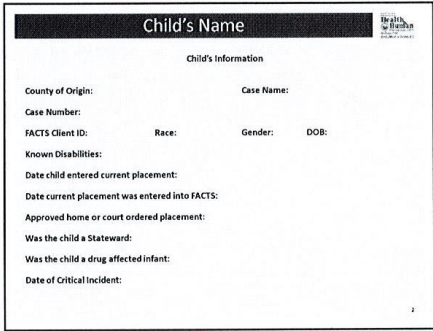 Child's Name
Health
Human
Child's Information
County of Origin: Case Name:
Case Number:
FACTS Client ID: Race: Gender: DOB:
Known Disabilities:
Date child entered current placement:
Date current placement was entered into FACTS:
Approved home or court ordered placement:
Was the child a Stateward:
Was the child a drug affected infant:
Date of Critical Incident:
2